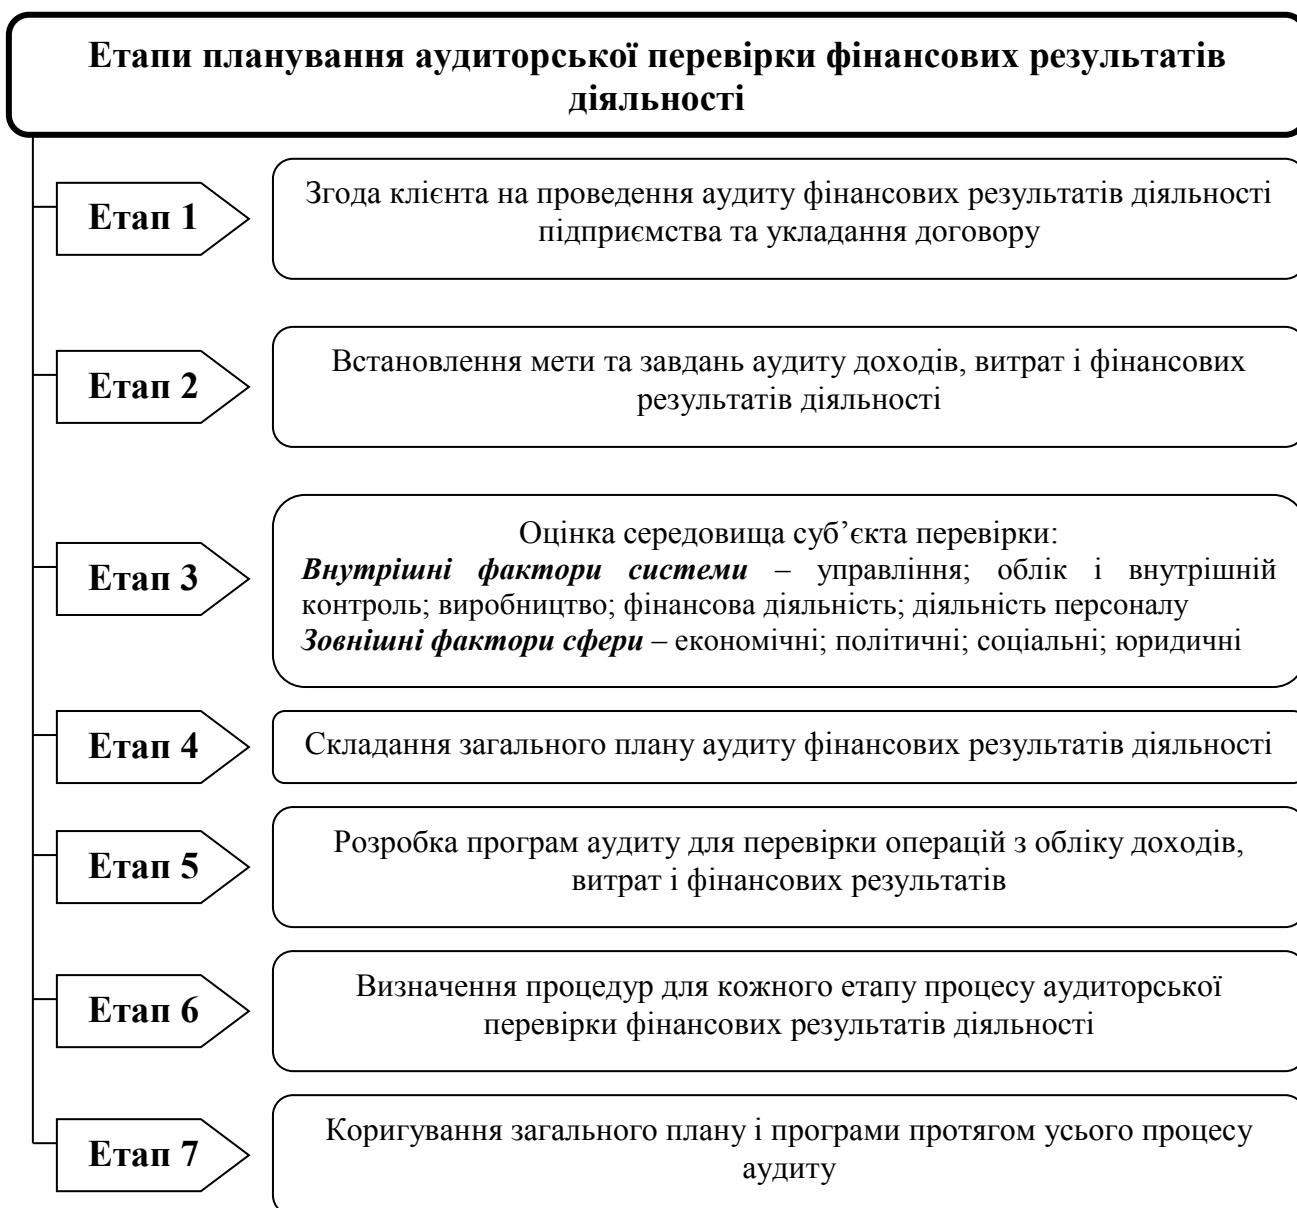 Етапи планування аудиторської перевірки фінансових результатів
діяльності
Етап 1
Згода клієнта на проведення аудиту фінансових результатів діяльності
підприємства та укладання договору
Етап 2
Встановлення мети та завдань аудиту доходів, витрат і фінансових
результатів діяльності
Етап 3
Оцінка середовища суб’єкта перевірки:
Внутрішні фактори системи – управління; облік і внутрішній
контроль; виробництво; фінансова діяльність; діяльність персоналу
Зовнішні фактори сфери – економічні; політичні; соціальні; юридичні
Етап 4
Складання загального плану аудиту фінансових результатів діяльності
Етап 5
Розробка програм аудиту для перевірки операцій з обліку доходів,
витрат і фінансових результатів
Етап 6
Визначення процедур для кожного етапу процесу аудиторської
перевірки фінансових результатів діяльності
Етап 7
Коригування загального плану і програми протягом усього процесу
аудиту